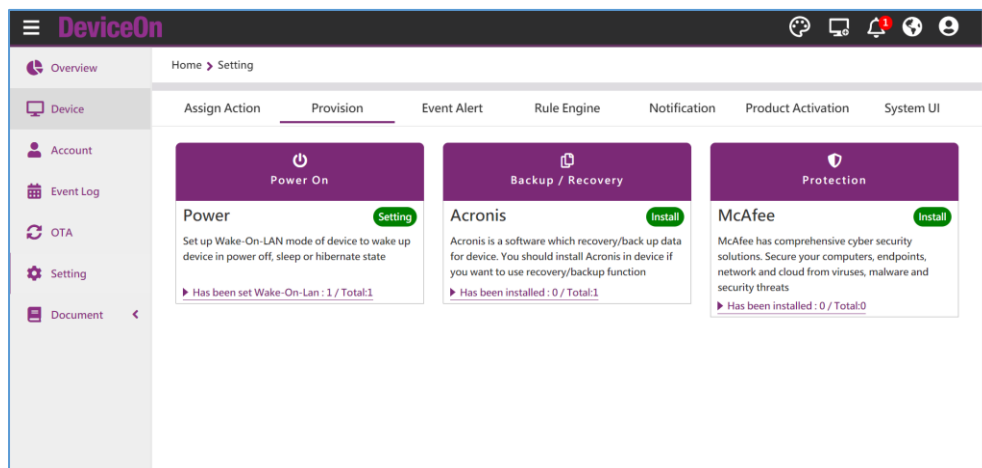 DeviceOn
1
Overview
Device
Account
Event Log
OTA
Setting
Document
Home > Setting
Assign Action Provision Event Alert Rule Engine Notification Product Activation System UI
Power On
Power Setting
Set up Wake-On-LAN mode of device to wake up
device in power off, sleep or hibernate state
Has been set Wake-On-Lan : 1 / Total:1
Backup / Recovery
Acronis Install
Acronis is a software which recovery/back up data
for device. You should install Acronis in device if
you want to use recovery/backup function
Has been installed : 0 / Total:1
Protection
McAfee Install
McAfee has comprehensive cyber security
solutions. Secure your computers, endpoints,
network and cloud from viruses, malware and
security threats
Has been installed : 0 / Total:0